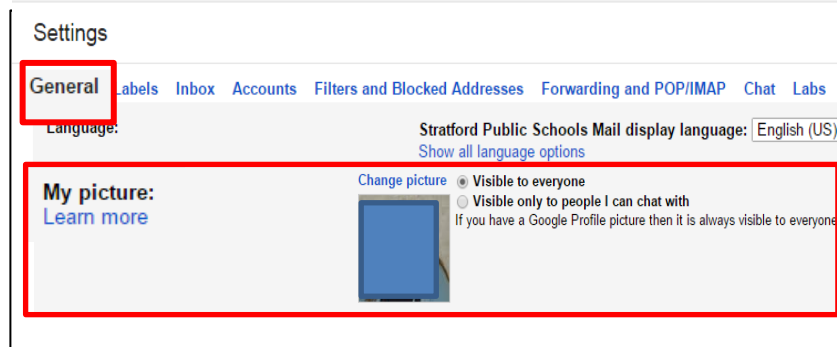 Settings
General Labels Inbox Accounts Filters and Blocked Addresses Forwarding and POP/IMAP Chat Labs
Language: Stratford Public Schools Mail display language: English (US)
Show all language options
My picture: Change picture Visible to everyone
Learn more Visible only to people I can chat with
If you have a Google Profile picture then it is always visible to everyone